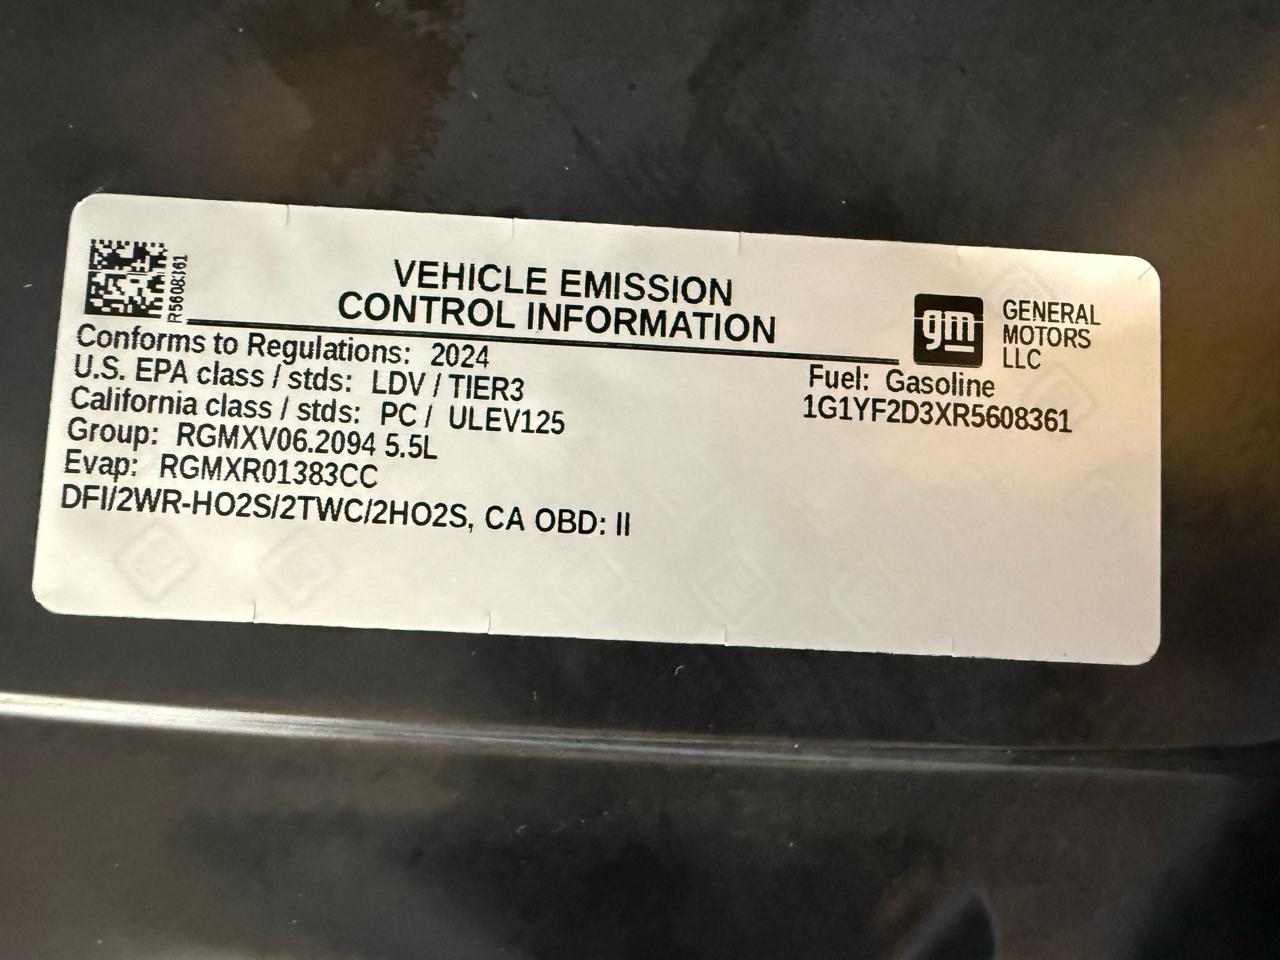 R5608361
VEHICLE EMISSION
CONTROL INFORMATION
gm
GENERAL
MOTORS
LLC
Conforms to Regulations: 2024
U.S. EPA class / stds: LDV / TIER3
California class / stds: PC / ULEV125
Group: RGMXV06.2094 5.5L
Evap: RGMXR01383CC
DFI/2WR-HO2S/2TWC/2HO2S, CA OBD: II
Fuel: Gasoline
1G1YF2D3XR5608361